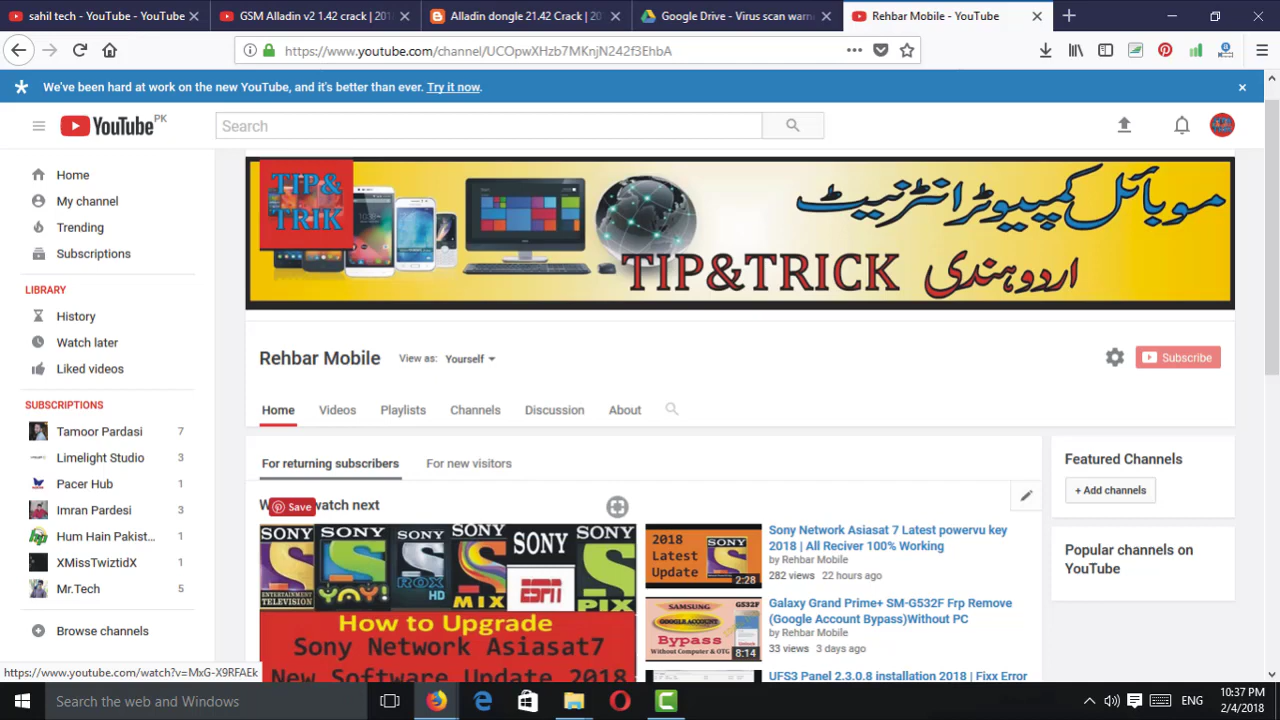 sahil tech - YouTube - YouTube
GSM Alladin v2 1.42 crack | 201
Alladin dongle 21.42 Crack | 20
Google Drive - Virus scan warn
Rehbar Mobile - YouTube
https://www.youtube.com/channel/UCOpwXHzb7MKnjN242f3EhbA
We've been hard at work on the new YouTube, and it's better than ever. Try it now.
YouTube PK
Search
Home
My channel
Trending
Subscriptions
LIBRARY
History
Watch later
Liked videos
SUBSCRIPTIONS
Tamoor Pardasi 7
Limelight Studio 3
Pacer Hub 1
Imran Pardesi 3
Hum Hain Pakist... 1
XMissTwiztidX 1
Mr.Tech 5
Browse channels
https://www.youtube.com/watch?v=MxG-X9RFAEk
TIP&
TRIK
موبائل کمپیوٹر انٹرنیٹ
TIP&TRICK اردو ہندی
Rehbar Mobile
View as: Yourself
Subscribe
Home Videos Playlists Channels Discussion About
For returning subscribers
For new visitors
Save
watch next
SONY SONY SONY SONY SONY SONY
ENTERTAINMENT
TELEVISION
YAY!
ROX
HD
MIX
ESPN
PIX
How to Upgrade
Sony Network Asiasat7
New Software Update 2018
2018
Latest
Update
SONY
2:28
Sony Network Asiasat 7 Latest powervu key
2018 | All Reciver 100% Working
by Rehbar Mobile
282 views 22 hours ago
SAMSUNG
G532F
GOOGLE ACCOUNT
Bypass
Without Computer & OTG
8:14
Galaxy Grand Prime+ SM-G532F Frp Remove
(Google Account Bypass)Without PC
by Rehbar Mobile
33 views 3 days ago
UFS3 Panel 2.3.0.8 installation 2018 | Fixx Error
Featured Channels
+ Add channels
Popular channels on
YouTube
Search the web and Windows
ENG
10:37 PM
2/4/2018